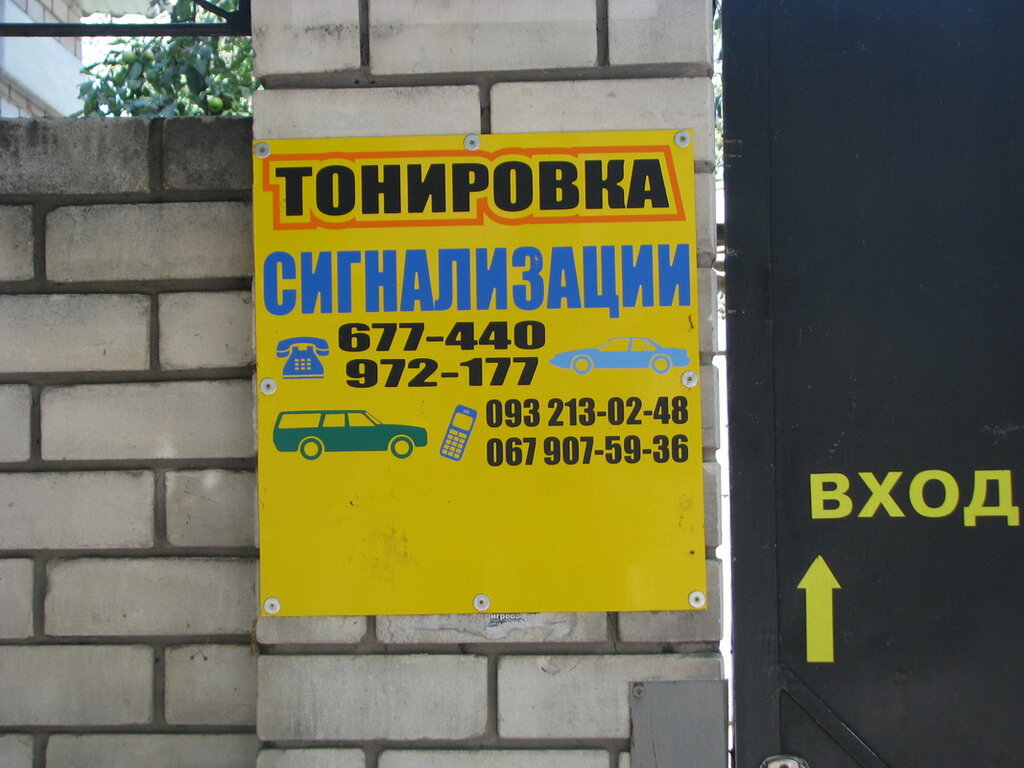 ТОНИРОВКА
СИГНАЛИЗАЦИИ
677-440
972-177
093 213-02-48
067 907-59-36
ВХОД